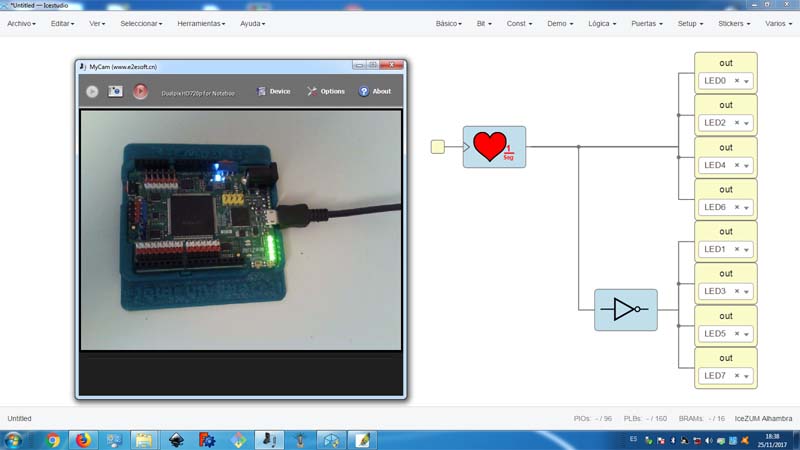 *Untitled — Icestudio
Archivo Editar Ver Seleccionar Herramientas Ayuda Básico Bit Const Demo Lógica Puertas Setup Stickers Varios
MyCam (www.e2esoft.cn)
DualpixHD720p for Noteboo Device Options About
1
Seg
out
LED0
out
LED2
out
LED4
out
LED6
out
LED1
out
LED3
out
LED5
out
LED7
Untitled PIOs: - / 96 PLBs: - / 160 BRAMs: - / 16 IceZUM Alhambra
ES 18:38
25/11/2017